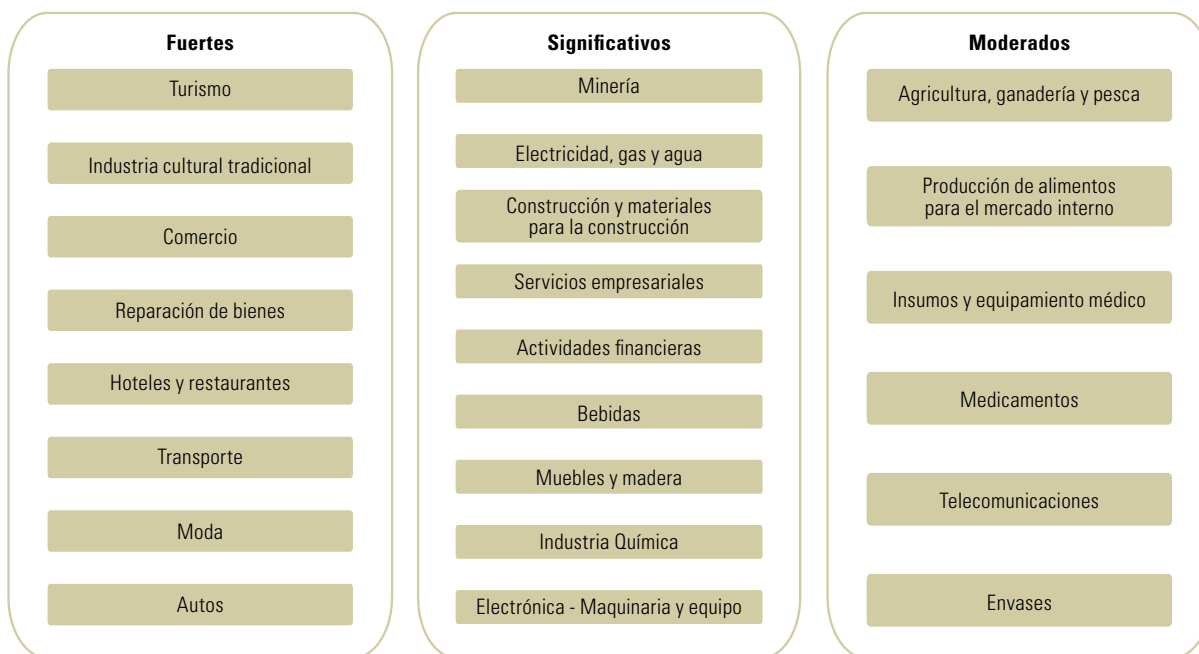 Fuertes
Turismo
Industria cultural tradicional
Comercio
Reparación de bienes
Hoteles y restaurantes
Transporte
Moda
Autos
Significativos
Minería
Electricidad, gas y agua
Construcción y materiales
para la construcción
Servicios empresariales
Actividades financieras
Bebidas
Muebles y madera
Industria Química
Electrónica - Maquinaria y equipo
Moderados
Agricultura, ganadería y pesca
Producción de alimentos
para el mercado interno
Insumos y equipamiento médico
Medicamentos
Telecomunicaciones
Envases